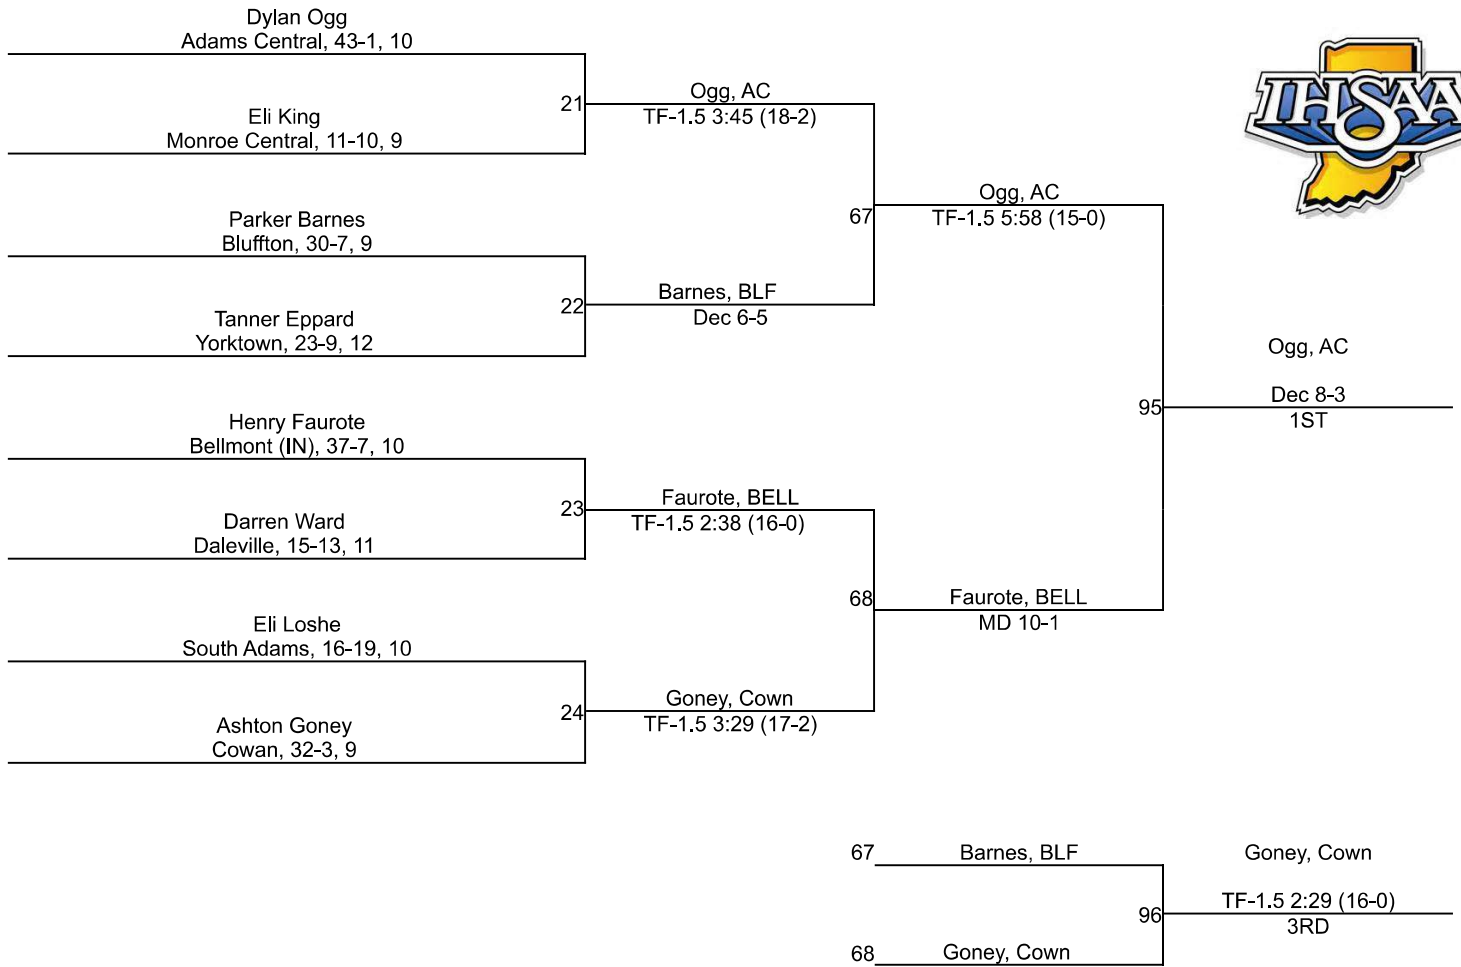 Dylan Ogg
Adams Central, 43-1, 10
21
Eli King
Monroe Central, 11-10, 9
Ogg, AC
TF-1.5 3:45 (18-2)
IHSAA
67
Ogg, AC
TF-1.5 5:58 (15-0)
Parker Barnes
Bluffton, 30-7, 9
22
Tanner Eppard
Yorktown, 23-9, 12
Barnes, BLF
Dec 6-5
95
Ogg, AC
Dec 8-3
1ST
Henry Faurote
Bellmont (IN), 37-7, 10
23
Darren Ward
Daleville, 15-13, 11
Faurote, BELL
TF-1.5 2:38 (16-0)
68
Faurote, BELL
MD 10-1
Eli Loshe
South Adams, 16-19, 10
24
Ashton Goney
Cowan, 32-3, 9
Goney, Cown
TF-1.5 3:29 (17-2)
67
Barnes, BLF
96
Goney, Cown
TF-1.5 2:29 (16-0)
3RD
68
Goney, Cown